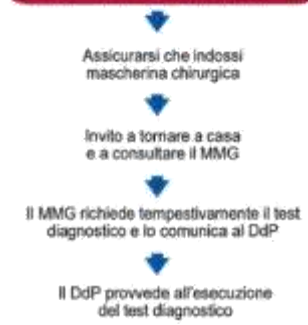 Assicurarsi che indossi
mascherina chirurgica
Invito a tornare a casa
e a consultare il MMG
Il MMG richiede tempestivamente il test
diagnostico e lo comunica al DdP
Il DdP provvede all'esecuzione
del test diagnostico